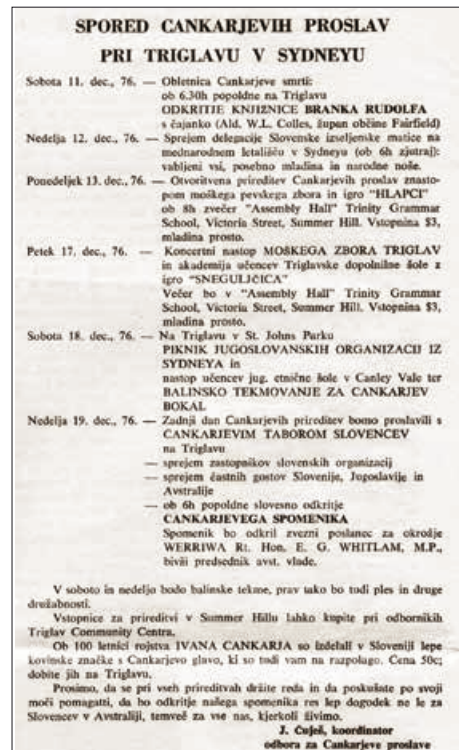 SPORED CANKARJEVIH PROSLAV
PRI TRIGLAVU V SYDNEYU
Sobota 11. dec., 76. — Obletnica Cankarjeve smrti:
ob 6.30h popoldne na Triglavu
ODKRITJE KNJIZNICE BRANKA RUDOLFA
s čajanko (Ald. W.L. Colles, župan občine Fairfield)
Nedelja 12. dec., 76. — Sprejem delegacije Slovenske izseljenske matice na
mednarodnem letališču v Sydneyu (ob 6h zjutraj):
vabljeni vsi, posebno mladina in narodne noše.
Ponedeljek 13. dec., 76. — Otvoritvena prireditev Cankarjevih proslav znasto-
pom moškega pevskega zbora in igro "HLAPCI"
ob 8h zvečer "Assembly Hall" Trinity Grammar
School, Victoria Street, Summer Hill. Vstopnina $3,
mladina prosto.
Petek 17. dec., 76. — Koncertni nastop MOSKEGA ZBORA TRIGLAV
in akademija učencev Triglavske dopolnilne šole z
igro "SNEGULJČICA"
Večer bo v "Assembly Hall" Trinity Grammar
School, Victoria Street, Summer Hill. Vstopnina $3,
mladina prosto.
Sobota 18. dec., 76. — Na Triglavu v St. Johns Parku
PIKNIK JUGOSLOVANSKIH ORGANIZACIJ IZ
SYDNEYA in
nastop učencev jug. etnične šole v Canley Vale ter
BALINSKO TEKMOVANJE ZA CANKARJEV
BOKAL
Nedelja 19. dec., 76. — Zadnji dan Cankarjevih prireditev bomo proslavili s
CANKARJEVIM TABOROM SLOVENCEV
na Triglavu
— sprejem zastopnikov slovenskih organizacij
— sprejem častnih gostov Slovenije, Jugoslavije in
Avstralije
— ob 6h popoldne slovesno odkritje
CANKARJEVEGA SPOMENIKA
Spomenik bo odkril zvezni poslanec za okrožje
WERRIWA Rt. Hon. E. G. WHITLAM, M.P.,
bivši predsednik avst. vlade.
V soboto in nedeljo bodo balinske tekme, prav tako bo tudi ples in druge
družabnosti.
Vstopnice za prireditvi v Summer Hillu lahko kupite pri odbornikih
Triglav Community Centra.
Ob 100 letnici rojstva IVANA CANKARJA so izdelali v Sloveniji lepe
kovinske značke s Cankarjevo glavo, ki so tudi vam na razpolago. Cena 50c;
dobite jih na Triglavu.
Prosimo, da se pri vseh prireditvah držite reda in da poskušate po svoji
moči pomagatti, da bo odkritje našega spomenika res lep dogodek ne le za
Slovencev v Avstraliji, temveč za vse nas, kjerkoli živimo.
J. Čuješ, koordinator
odbora za Cankarjeve proslave